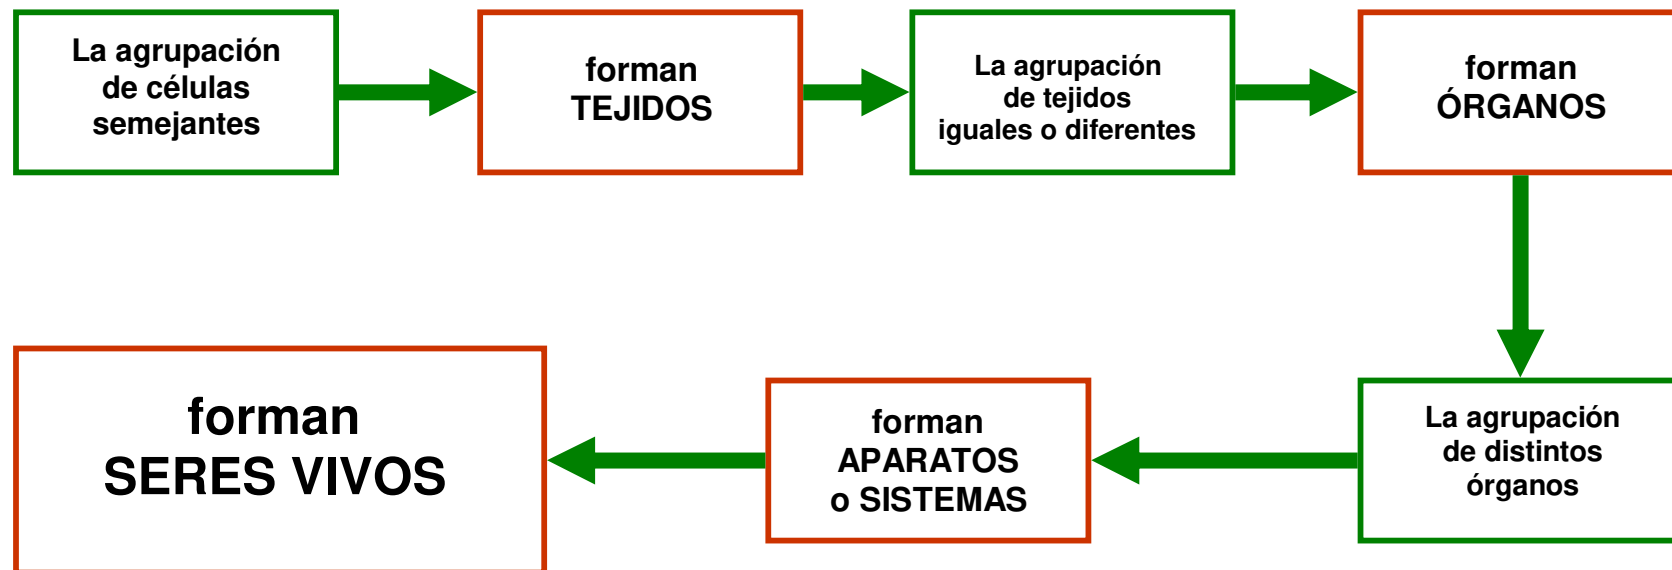 La agrupación
de células
semejantes
forman
TEJIDOS
La agrupación
de tejidos
iguales o diferentes
forman
ÓRGANOS
La agrupación
de distintos
órganos
forman
APARATOS
o SISTEMAS
forman
SERES VIVOS